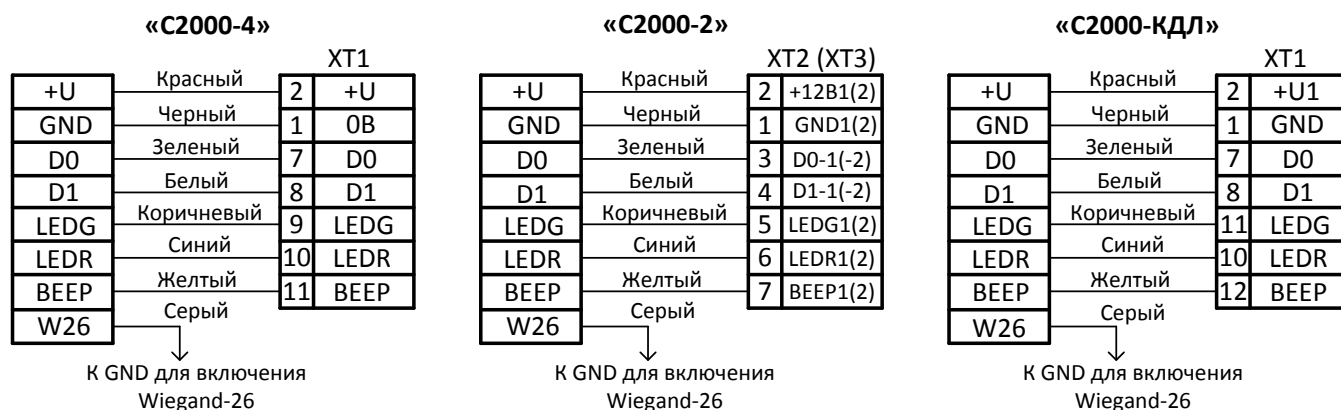 «С2000-4»
XT1
+U Красный 2 +U
GND Черный 1 0В
D0 Зеленый 7 D0
D1 Белый 8 D1
LEDG Коричневый 9 LEDG
LEDR Синий 10 LEDR
BEEP Желтый 11 BEEP
W26 Серый
К GND для включения
Wiegand-26
«С2000-2»
XT2 (XT3)
+U Красный 2 +12В1(2)
GND Черный 1 GND1(2)
D0 Зеленый 3 D0-1(-2)
D1 Белый 4 D1-1(-2)
LEDG Коричневый 5 LEDG1(2)
LEDR Синий 6 LEDR1(2)
BEEP Желтый 7 BEEP1(2)
W26 Серый
К GND для включения
Wiegand-26
«С2000-КДЛ»
XT1
+U Красный 2 +U1
GND Черный 1 GND
D0 Зеленый 7 D0
D1 Белый 8 D1
LEDG Коричневый 11 LEDG
LEDR Синий 10 LEDR
BEEP Желтый 12 BEEP
W26 Серый
К GND для включения
Wiegand-26